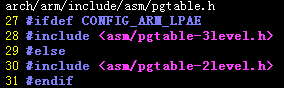 arch/arm/include/asm/pgtable.h
27 #ifdef CONFIG_ARM_LPAE
28 #include <asm/pgtable-3level.h>
29 #else
30 #include <asm/pgtable-2level.h>
31 #endif